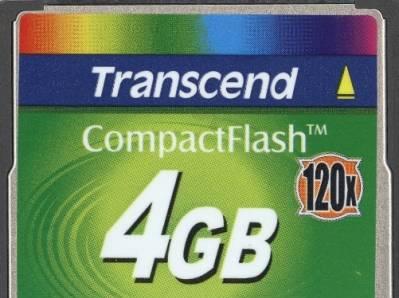 Transcend
CompactFlash™
120x
4GB